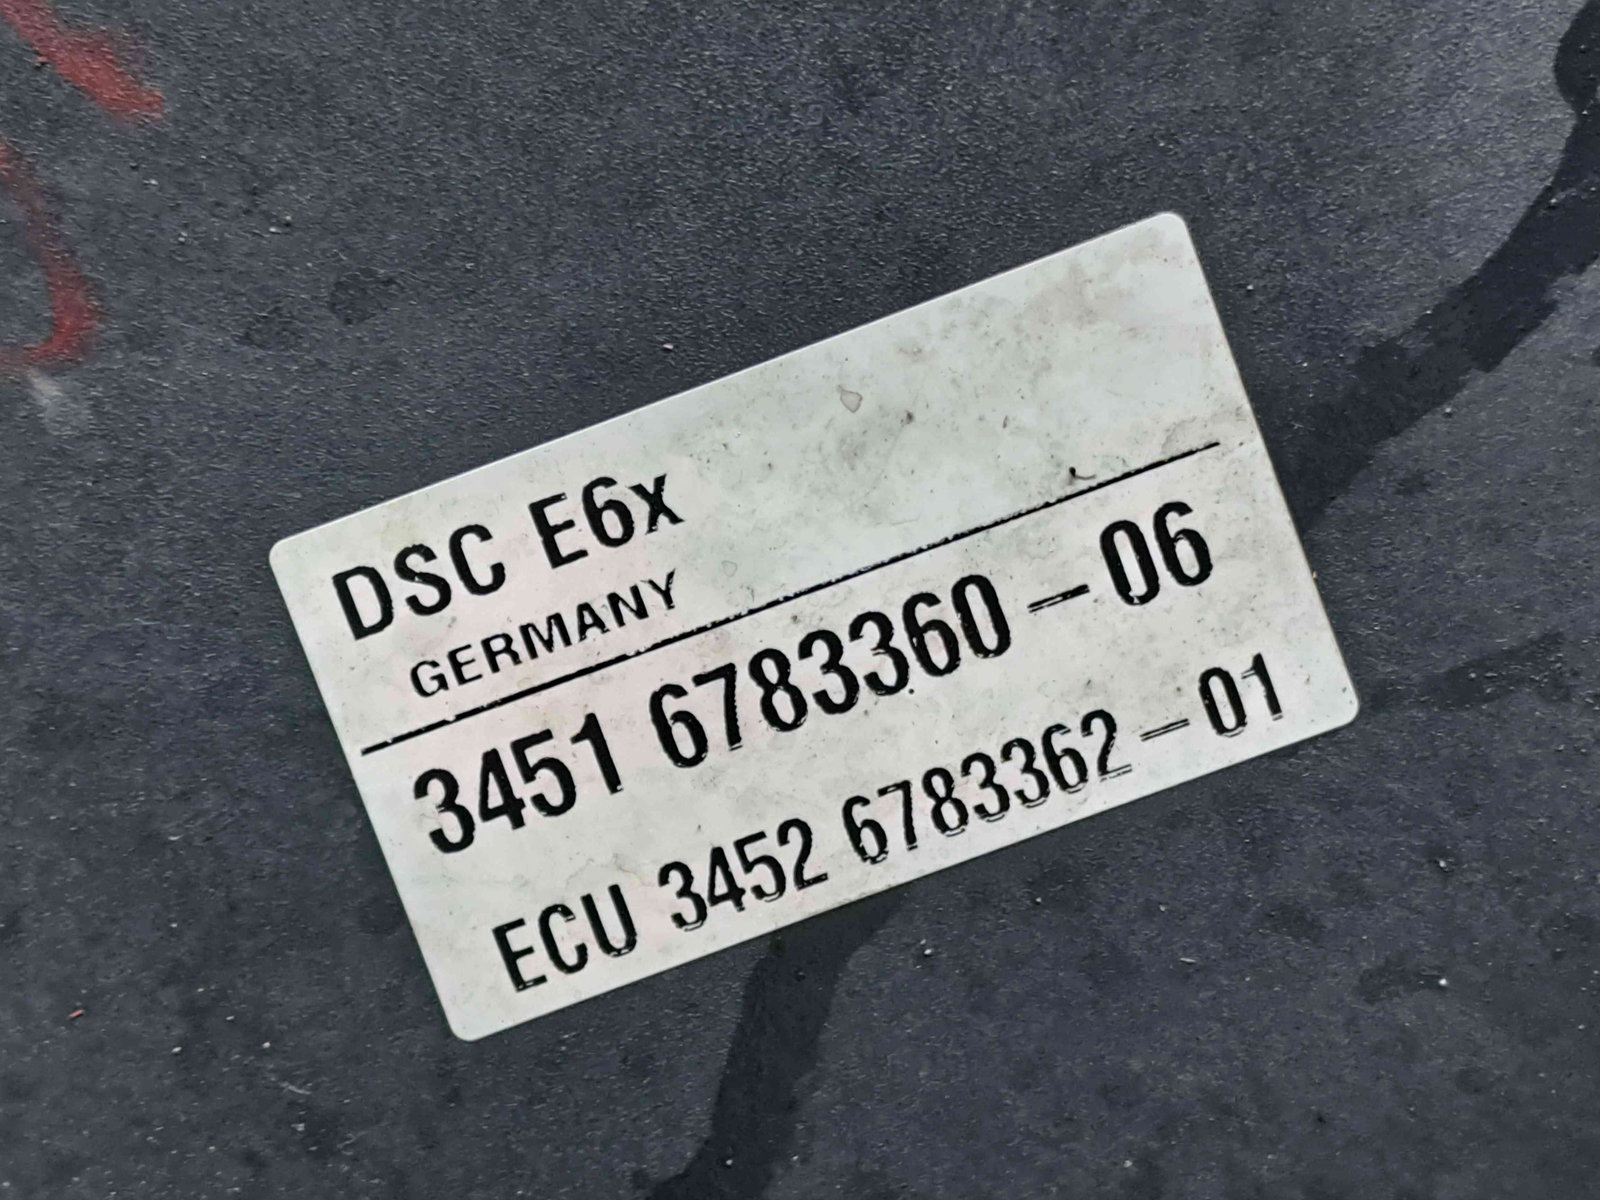 DSC E6x
GERMANY
3451 6783360-06
ECU 3452 6783362-01